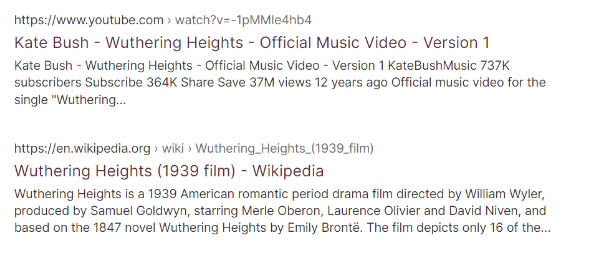 https://www.youtube.com › watch?v=-1pMMIe4hb4
Kate Bush - Wuthering Heights - Official Music Video - Version 1
Kate Bush - Wuthering Heights - Official Music Video - Version 1 KateBushMusic 737K
subscribers Subscribe 364K Share Save 37M views 12 years ago Official music video for the
single "Wuthering...
https://en.wikipedia.org › wiki › Wuthering_Heights_(1939_film)
Wuthering Heights (1939 film) - Wikipedia
Wuthering Heights is a 1939 American romantic period drama film directed by William Wyler,
produced by Samuel Goldwyn, starring Merle Oberon, Laurence Olivier and David Niven, and
based on the 1847 novel Wuthering Heights by Emily Brontë. The film depicts only 16 of the...